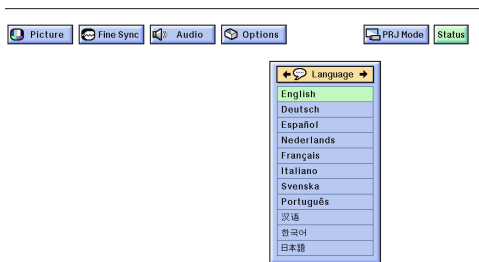 Picture Fine Sync Audio Options PRJ Mode Status
Language
English
Deutsch
Español
Nederlands
Français
Italiano
Svenska
Português
汉语
한국어
日本語